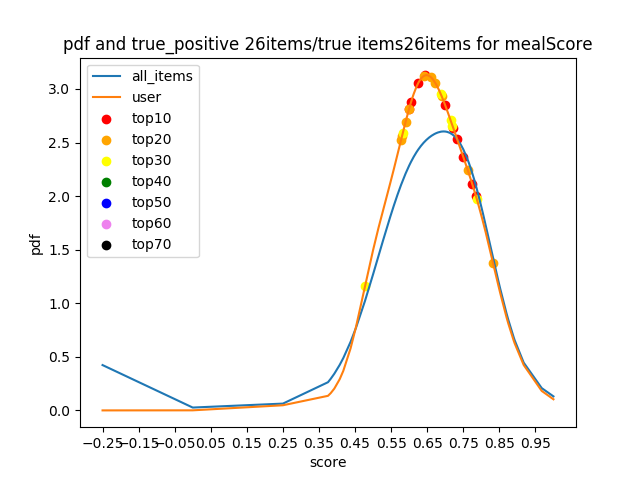 pdf and true_positive 26items/true items26items for mealScore
all_items
user
top10
top20
top30
top40
top50
top60
top70
pdf
3.0
2.5
2.0
1.5
1.0
0.5
0.0
−0.25 −0.15 −0.05 0.05 0.15 0.25 0.35 0.45 0.55 0.65 0.75 0.85 0.95
score